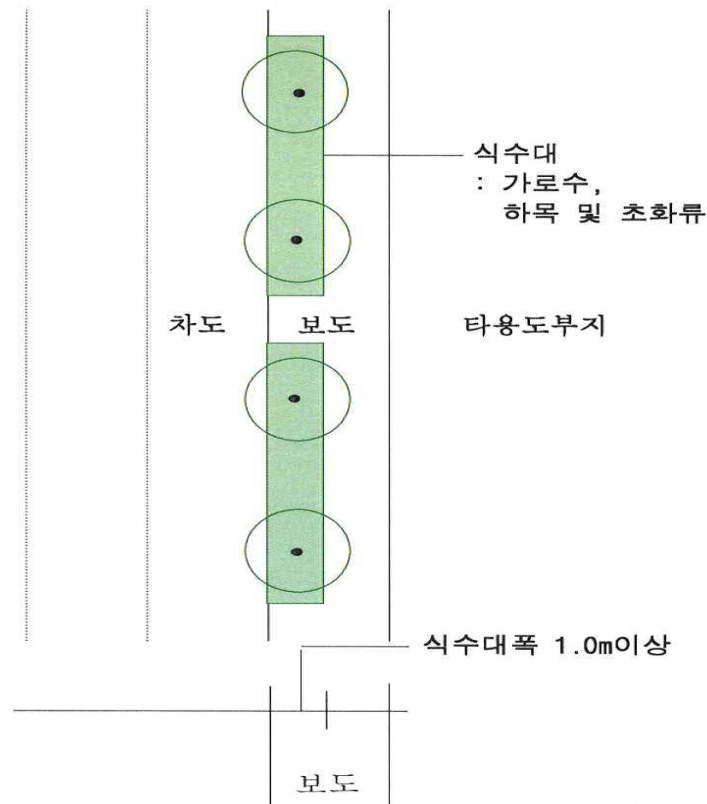 식수대
: 가로수,
하목 및 초화류
차도 보도 타용도부지
식수대폭 1.0m이상
보도